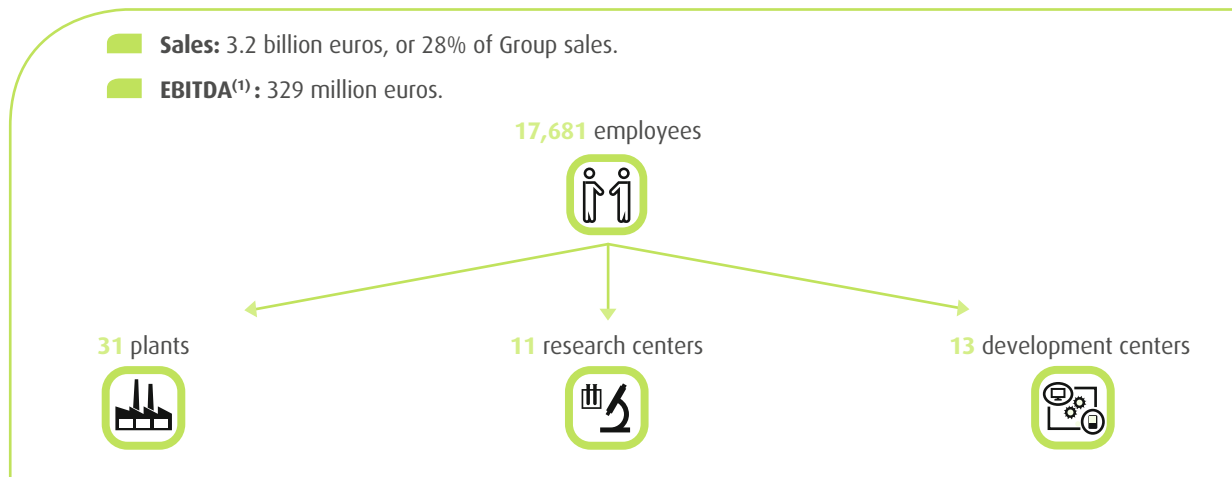 Sales: 3.2 billion euros, or 28% of Group sales.
EBITDA(1) : 329 million euros.
17,681 employees
31 plants
11 research centers
13 development centers